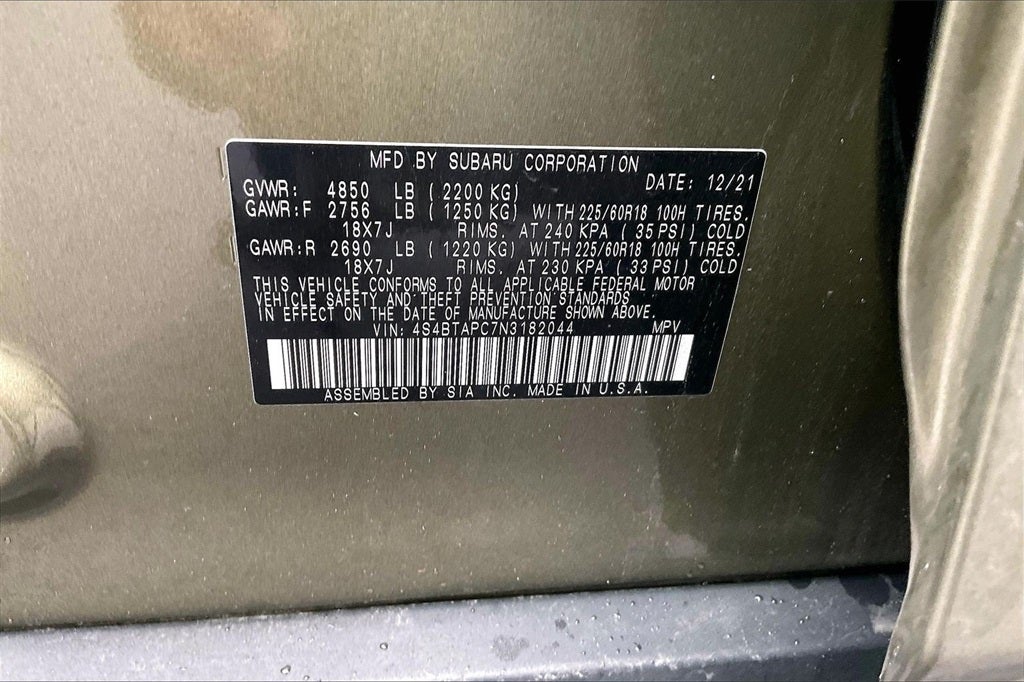 MFD BY SUBARU CORPORATION
DATE: 12/21
GVWR: 4850 LB ( 2200 KG)
GAWR:F 2756 LB ( 1250 KG) WITH 225/60R18 100H TIRES,
18X7J RIMS, AT 240 KPA ( 35 PSI) COLD
GAWR:R 2690 LB ( 1220 KG) WITH 225/60R18 100H TIRES,
18X7J RIMS, AT 230 KPA ( 33 PSI) COLD
THIS VEHICLE CONFORMS TO ALL APPLICABLE FEDERAL MOTOR
VEHICLE SAFETY AND THEFT PREVENTION STANDARDS
IN EFFECT ON THE DATE OF MANUFACTURE SHOWN ABOVE.
VIN: 4S4BTAPC7N3182044 MPV
ASSEMBLED BY SIA INC. MADE IN U.S.A.